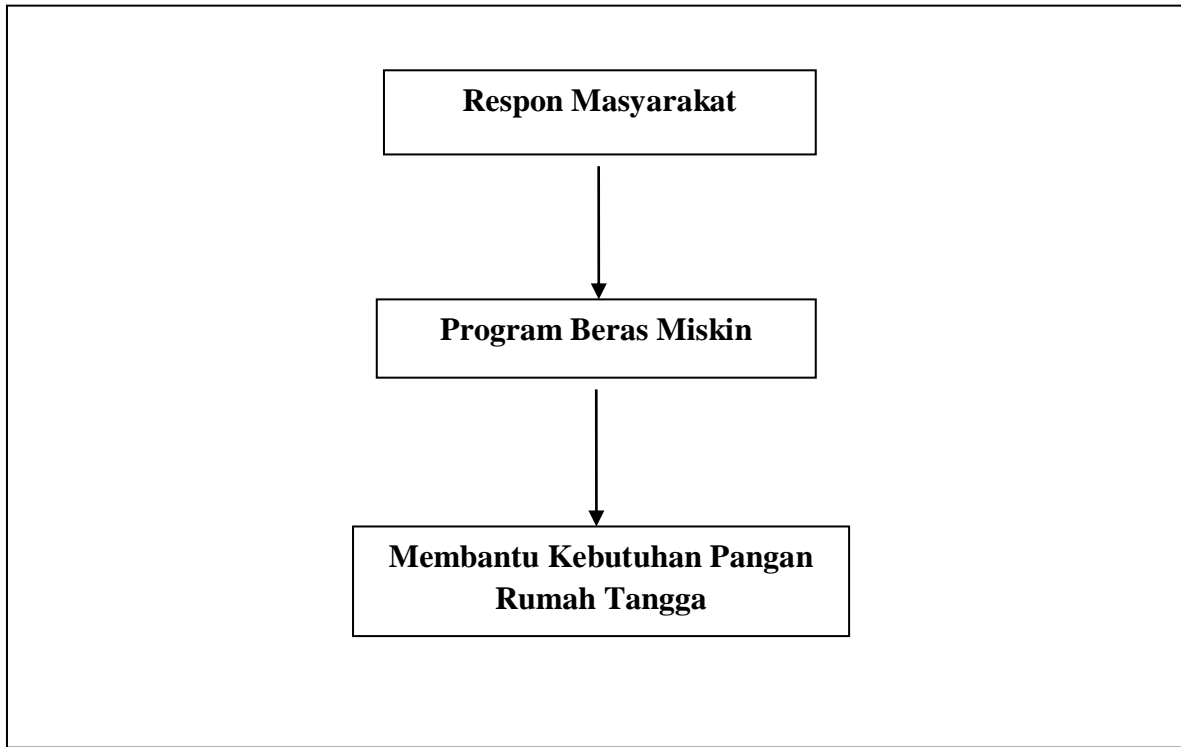 Respon Masyarakat
Program Beras Miskin
Membantu Kebutuhan Pangan
Rumah Tangga